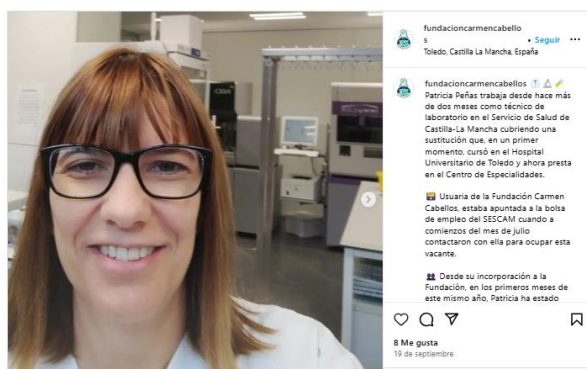 fundacioncarmencabello
s
• Seguir ···
Toledo, Castilla La Mancha, España
fundacioncarmencabellos
Patricia Peñas trabaja desde hace más
de dos meses como técnico de
laboratorio en el Servicio de Salud de
Castilla-La Mancha cubriendo una
sustitución que, en un primer
momento, cursó en el Hospital
Universitario de Toledo y ahora presta
en el Centro de Especialidades.
Usuaria de la Fundación Carmen
Cabellos, estaba apuntada a la bolsa
de empleo del SESCAM cuando a
comienzos del mes de julio
contactaron con ella para ocupar esta
vacante.
Desde su incorporación a la
Fundación, en los primeros meses de
este mismo año, Patricia ha estado
8 Me gusta
19 de septiembre